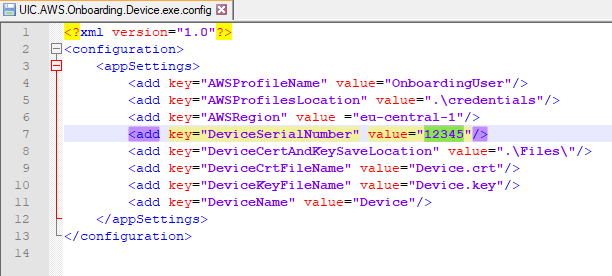 UIC.AWS.Onboarding.Device.exe.config
1 <?xml version="1.0"?>
2 <configuration>
3 <appSettings>
4 <add key="AWSProfileName" value="OnboardingUser"/>
5 <add key="AWSProfilesLocation" value=".\credentials"/>
6 <add key="AWSRegion" value ="eu-central-1"/>
7 <add key="DeviceSerialNumber" value="12345"/>
8 <add key="DeviceCertAndKeySaveLocation" value=".\Files\"/>
9 <add key="DeviceCrtFileName" value="Device.crt"/>
10 <add key="DeviceKeyFileName" value="Device.key"/>
11 <add key="DeviceName" value="Device"/>
12 </appSettings>
13 </configuration>
14